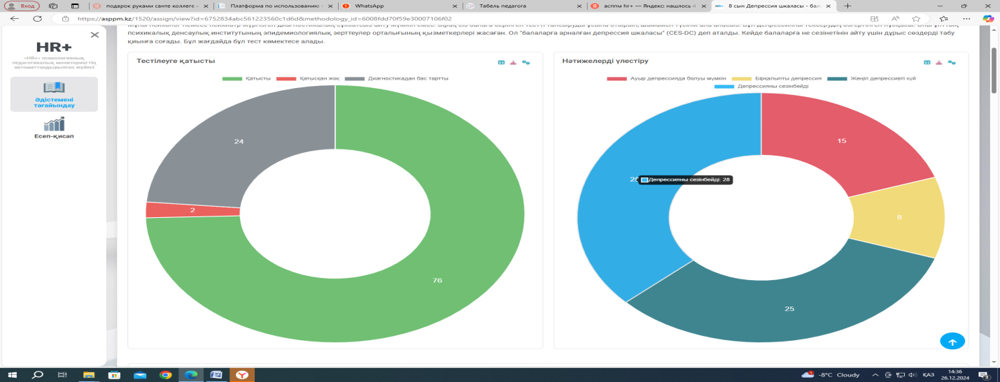 Вход
подарок руками санте коллеге
Платформа по использованию
WhatsApp
Табель педагога
асппм hr+ — Яндекс: нашлось 4
8 сын Депрессия шкаласы - бал
https://asppm.kz/1520/assign/view?id=6752834abc561223560c1d6d&methodology_id=6008fdd70f59e30007106f02
HR+
«HR+» психологиялық,
педагогикалық мониторингтің
автоматтандырылған жүйесі
Әдістемені
тағайындау
Есеп-қисап
психикалық денсаулық институтының эпидемиологиялық зерттеулер орталығының қызметкерлері жасаған. Ол "балаларға арналған депрессия шкаласы" (CES-DC) деп аталды. Кейде балаларға не сезінетінін айту үшін дұрыс сөздерді табу
қиынға соғады. Бұл жағдайда бұл тест көмектесе алады.
Тестілеуге қатысты
Қатысты
Қатысқан жоқ
Диагностикадан бас тартты
24
2
76
Нәтижелерді үлестіру
Ауыр депрессияда болуы мүмкін
Бірқалыпты депрессия
Жеңіл депрессивті күй
Депрессияны сезінбейді
15
Депрессияны сезінбейді: 28
8
25
-8°C Cloudy
ҚАЗ
14:36
26.12.2024